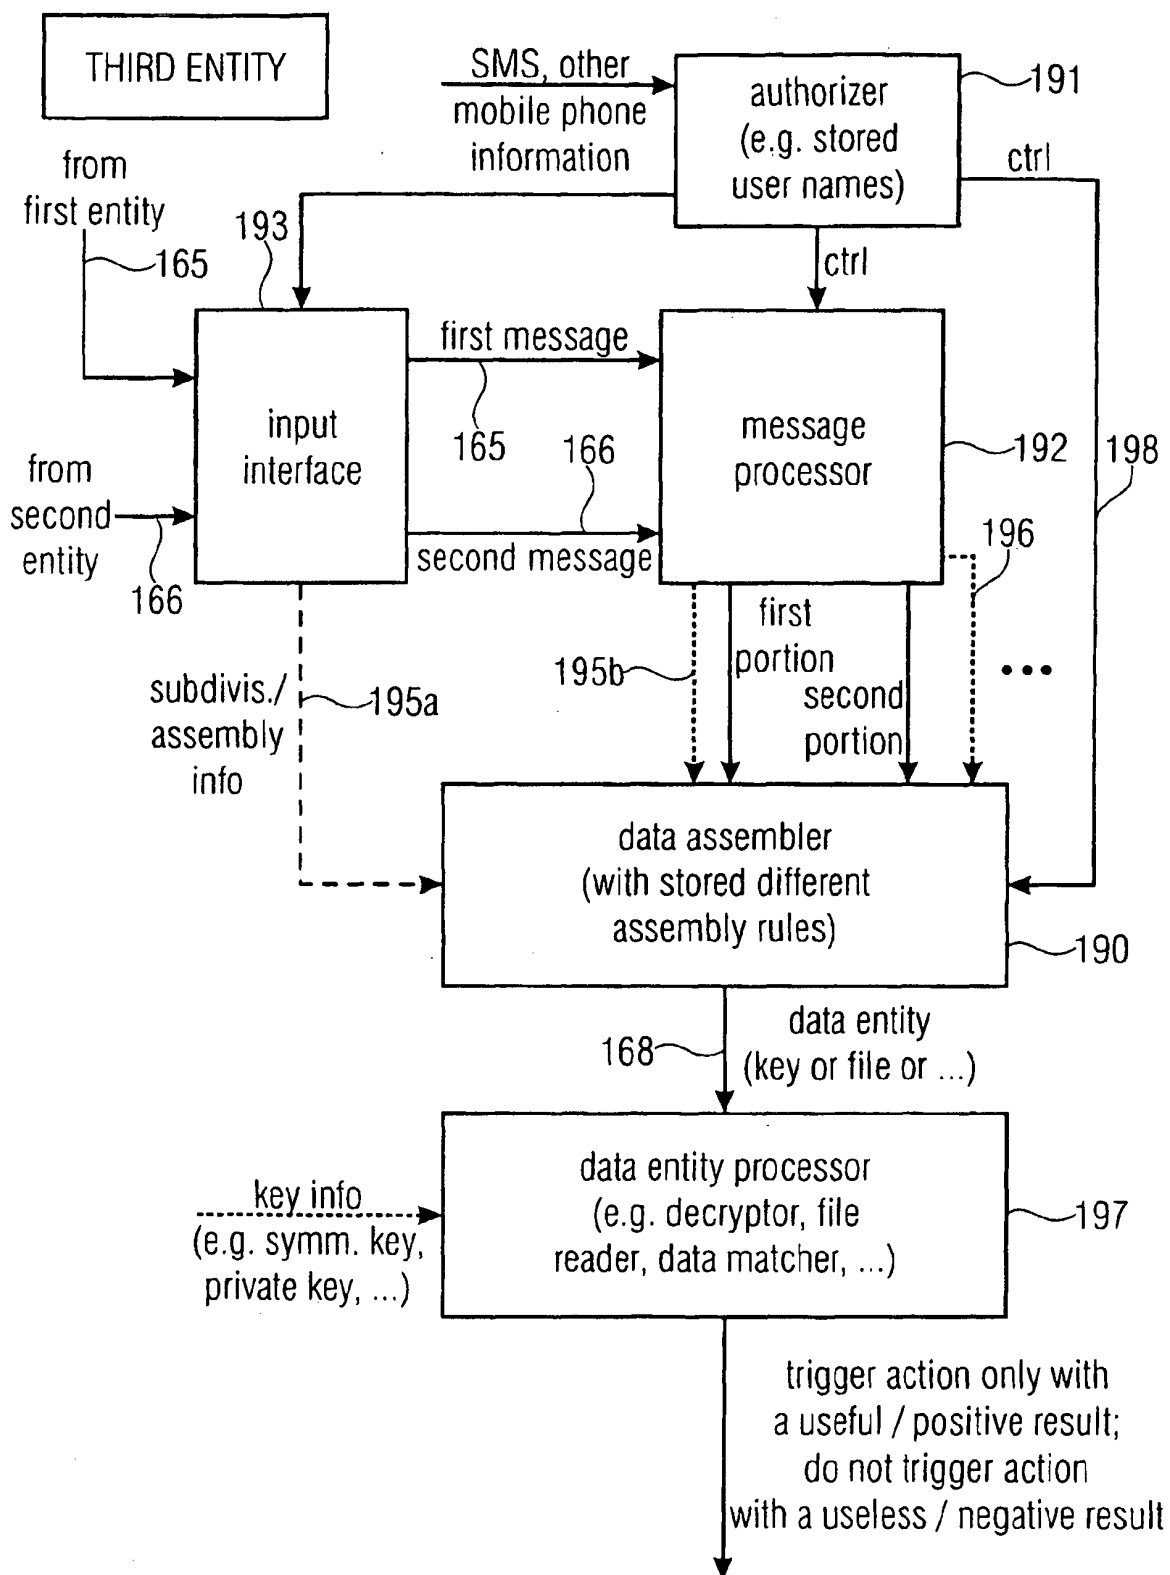 THIRD ENTITY
SMS, other
mobile phone
information
authorizer
(e.g. stored
user names)
191
ctrl
from
first entity
165
193
ctrl
input
interface
first message
165
166
second message
message
processor
192
198
from
second
entity
166
196
subdivis./
assembly
info
195a
195b
first
portion
second
portion
...
data assembler
(with stored different
assembly rules)
190
168
data entity
(key or file or ...)
data entity processor
(e.g. decryptor, file
reader, data matcher, ...)
197
key info
(e.g. symm. key,
private key, ...)
trigger action only with
a useful / positive result;
do not trigger action
with a useless / negative result